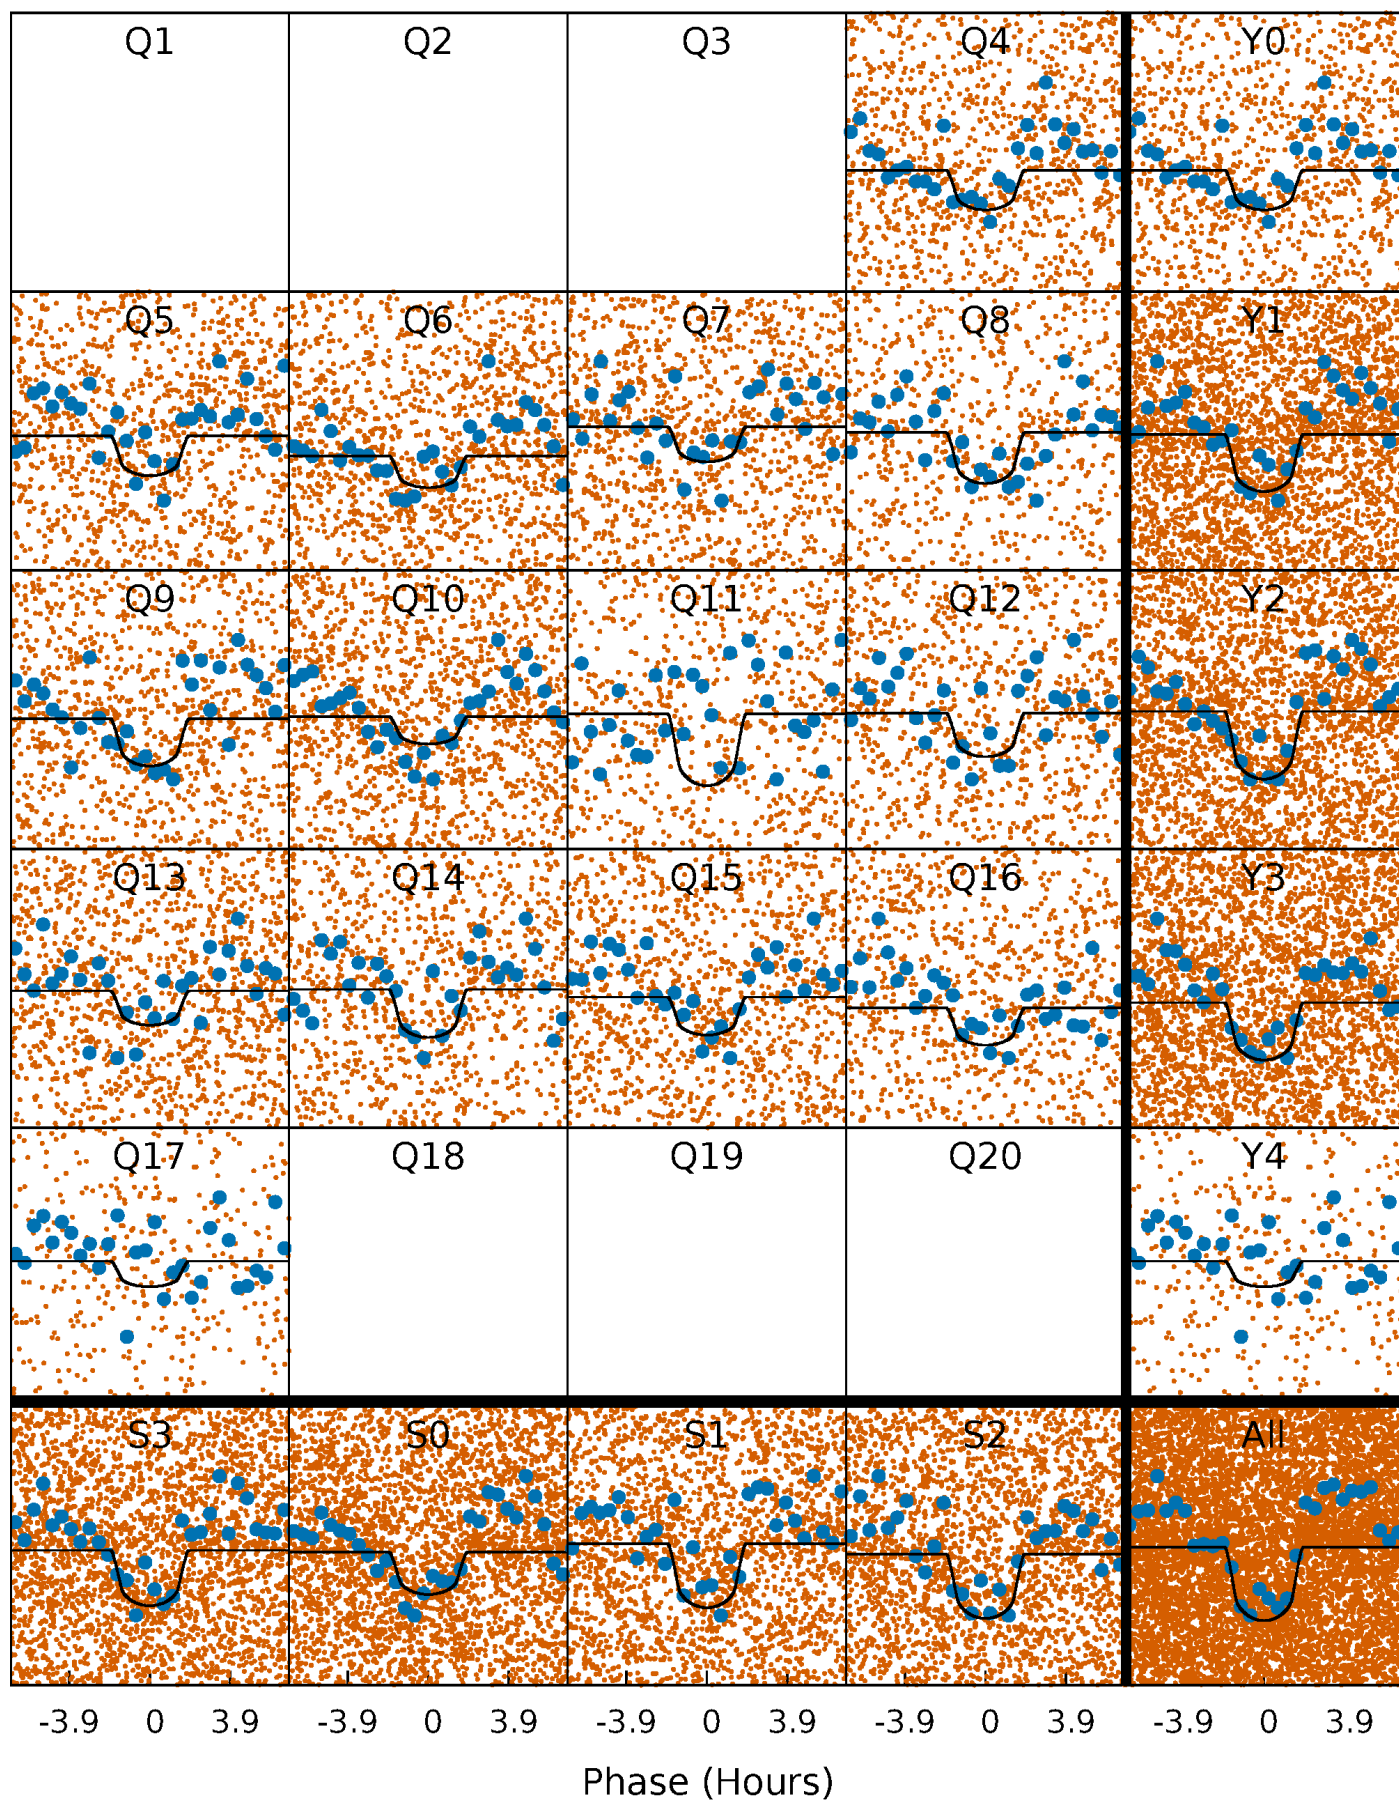 Q1 Q2 Q3 Q4 Y0
Q5 Q6 Q7 Q8 Y1
Q9 Q10 Q11 Q12 Y2
Q13 Q14 Q15 Q16 Y3
Q17 Q18 Q19 Q20 Y4
S3 S0 S1 S2 All
-3.9 0 3.9 -3.9 0 3.9 -3.9 0 3.9 -3.9 0 3.9 -3.9 0 3.9
Phase (Hours)